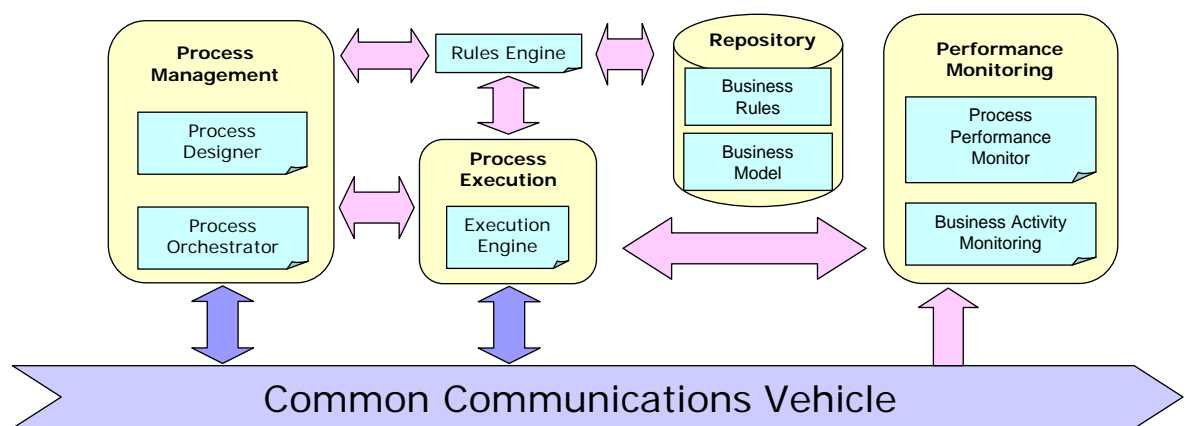 Process
Management
Process
Designer
Process
Orchestrator
Rules Engine
Process
Execution
Execution
Engine
Repository
Business
Rules
Business
Model
Performance
Monitoring
Process
Performance
Monitor
Business Activity
Monitoring
Common Communications Vehicle